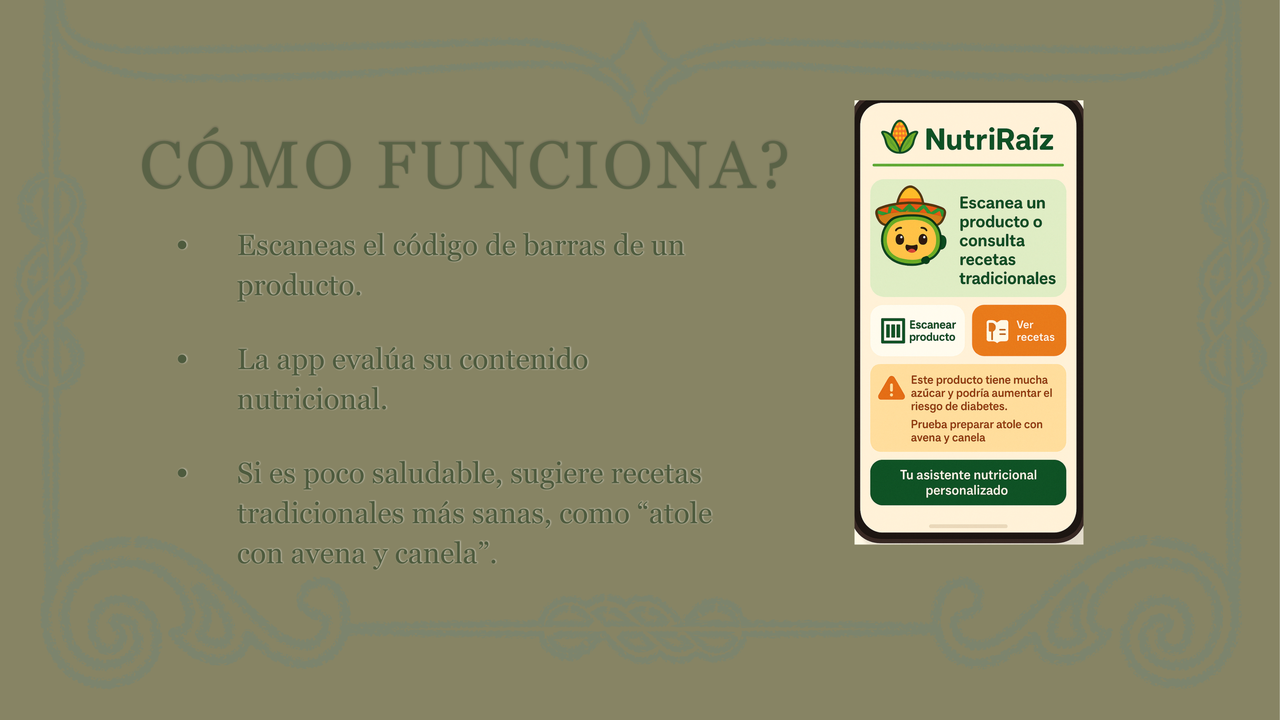 CÓMO FUNCIONA?
• Escaneas el código de barras de un
producto.
• La app evalúa su contenido
nutricional.
• Si es poco saludable, sugiere recetas
tradicionales más sanas, como “atole
con avena y canela”.
NutriRaíz
Escanea un
producto o
consulta
recetas
tradicionales
Escanear
producto
Ver
recetas
Este producto tiene mucha
azúcar y podría aumentar el
riesgo de diabetes.
Prueba preparar atole con
avena y canela
Tu asistente nutricional
personalizado